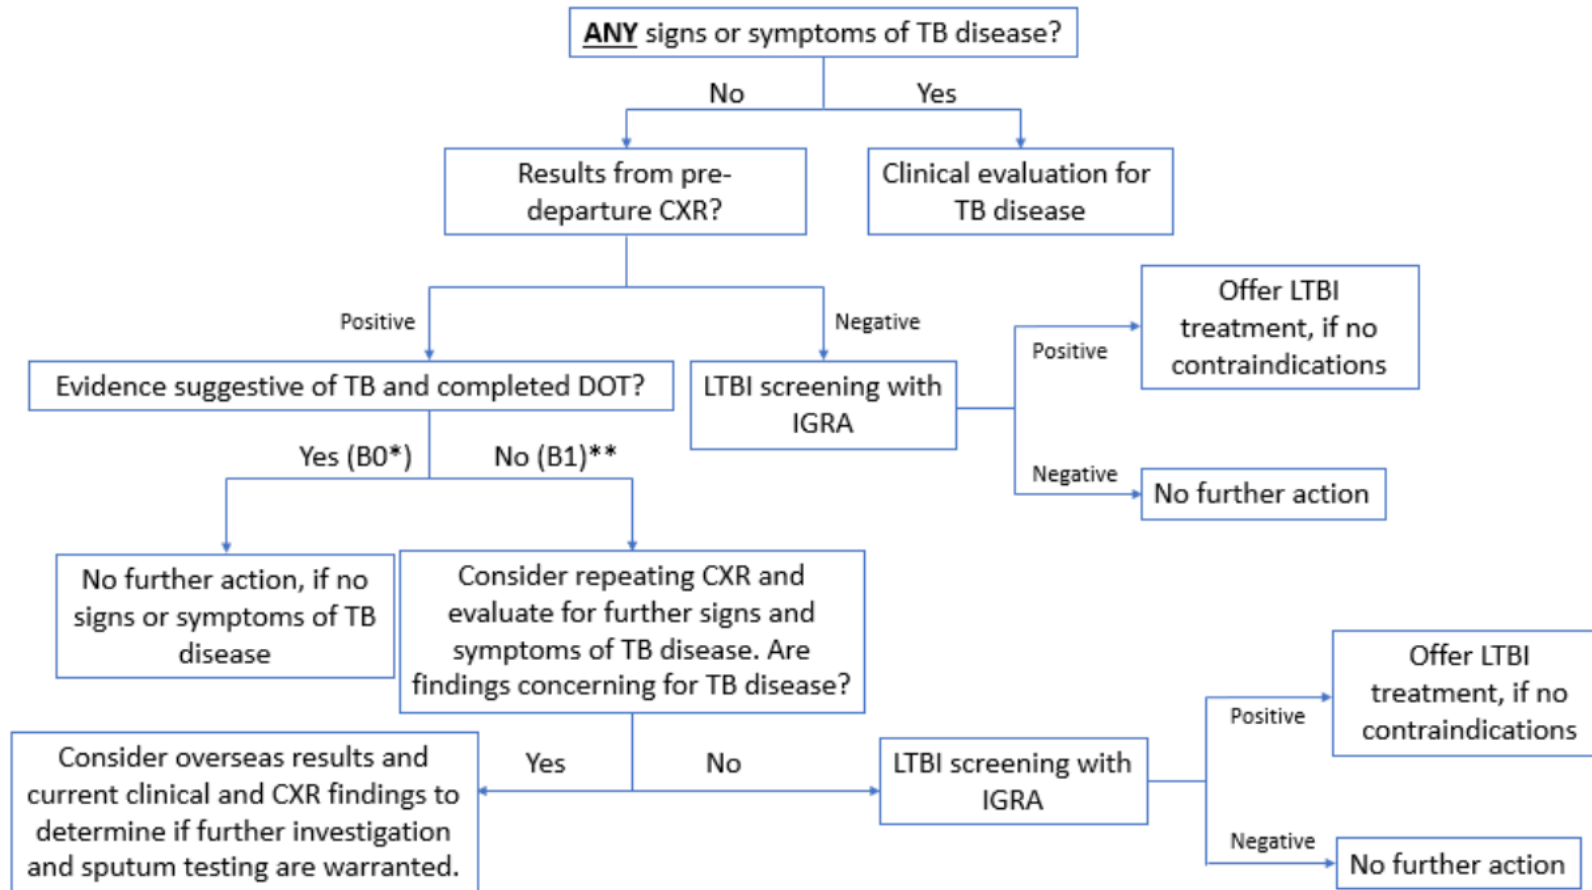 ANY signs or symptoms of TB disease?
No
Yes
Results from pre-
departure CXR?
Clinical evaluation for
TB disease
Positive
Negative
Evidence suggestive of TB and completed DOT?
LTBI screening with
IGRA
Positive
Offer LTBI
treatment, if no
contraindications
Negative
No further action
Yes (B0*)
No (B1)**
No further action, if no
signs or symptoms of TB
disease
Consider repeating CXR and
evaluate for further signs and
symptoms of TB disease. Are
findings concerning for TB disease?
Yes
No
Consider overseas results and
current clinical and CXR findings to
determine if further investigation
and sputum testing are warranted.
LTBI screening with
IGRA
Positive
Offer LTBI
treatment, if no
contraindications
Negative
No further action